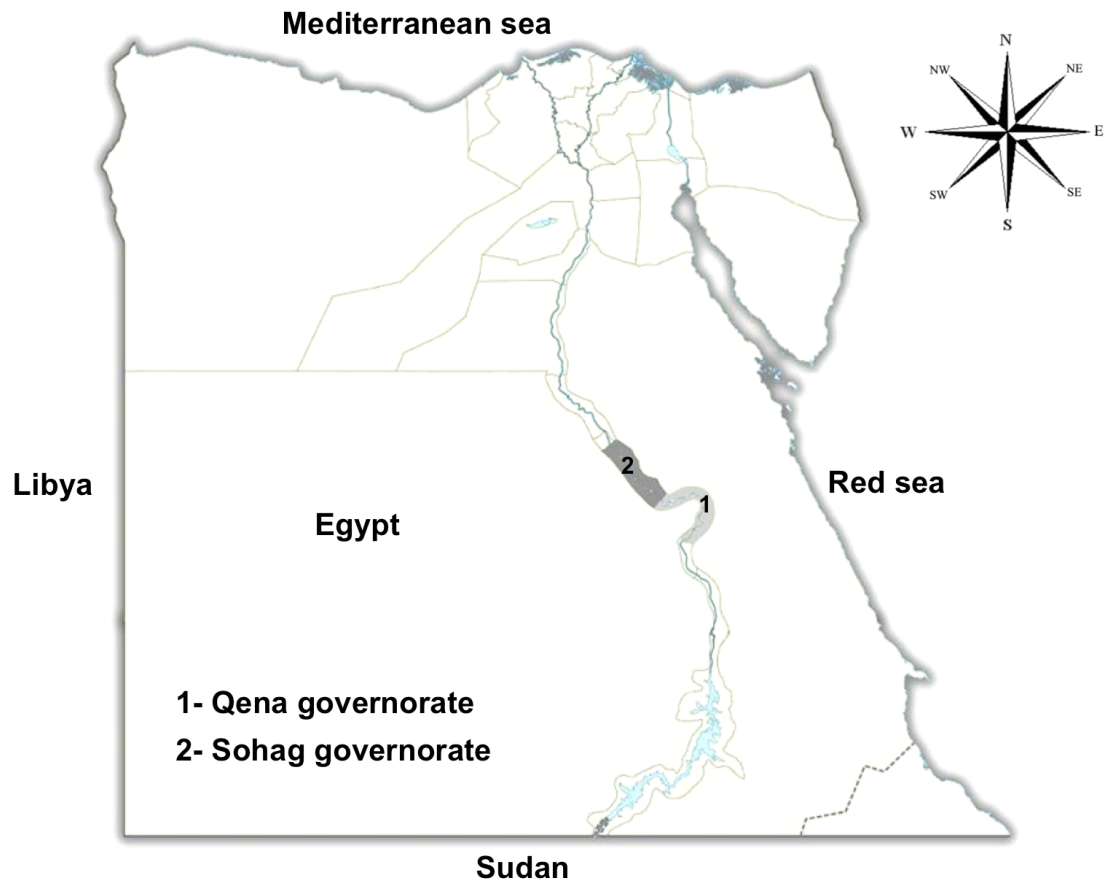 Mediterranean sea
N
NW
NE
W
E
SW
SE
S
2
1
Libya
Red sea
Egypt
1- Qena governorate
2- Sohag governorate
Sudan